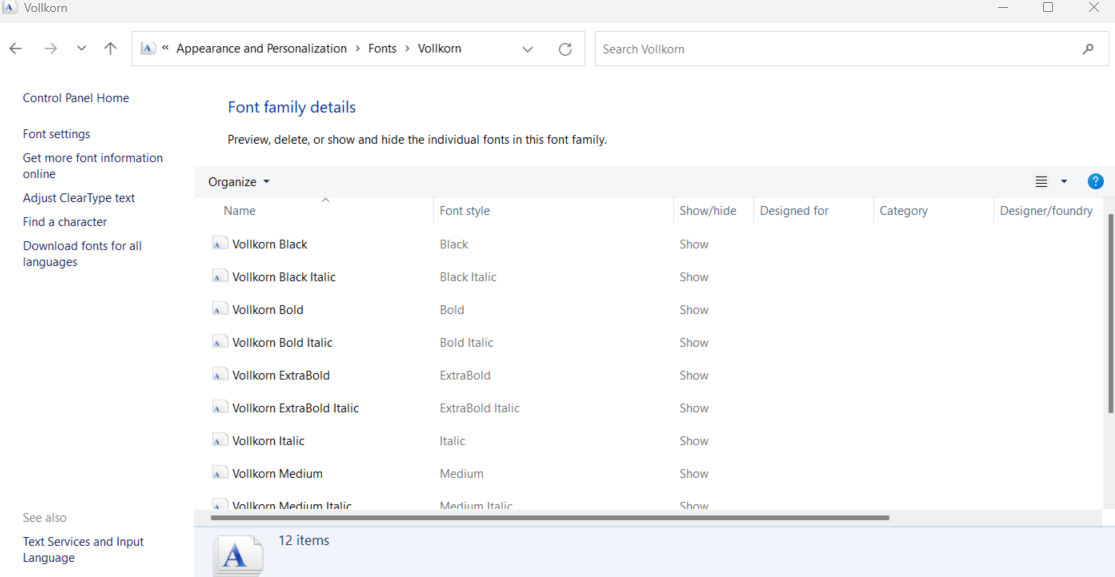 Vollkorn
« Appearance and Personalization › Fonts › Vollkorn
Search Vollkorn
Control Panel Home
Font settings
Get more font information
online
Adjust ClearType text
Find a character
Download fonts for all
languages
See also
Text Services and Input
Language
Font family details
Preview, delete, or show and hide the individual fonts in this font family.
Organize
?
Name Font style Show/hide Designed for Category Designer/foundry
Vollkorn Black Black Show
Vollkorn Black Italic Black Italic Show
Vollkorn Bold Bold Show
Vollkorn Bold Italic Bold Italic Show
Vollkorn ExtraBold ExtraBold Show
Vollkorn ExtraBold Italic ExtraBold Italic Show
Vollkorn Italic Italic Show
Vollkorn Medium Medium Show
Vollkorn Medium Italic Medium Italic Show
12 items